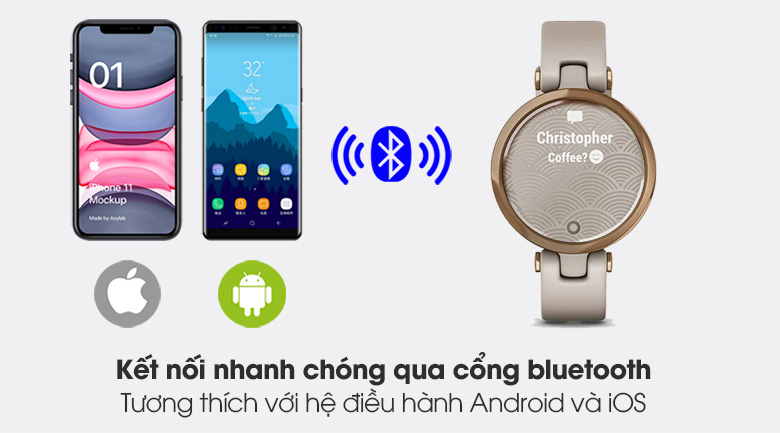 01
iPhone 11
Mockup
Made by Asylab
32°
Christopher
Coffee?
Kết nối nhanh chóng qua cổng bluetooth
Tương thích với hệ điều hành Android và iOS